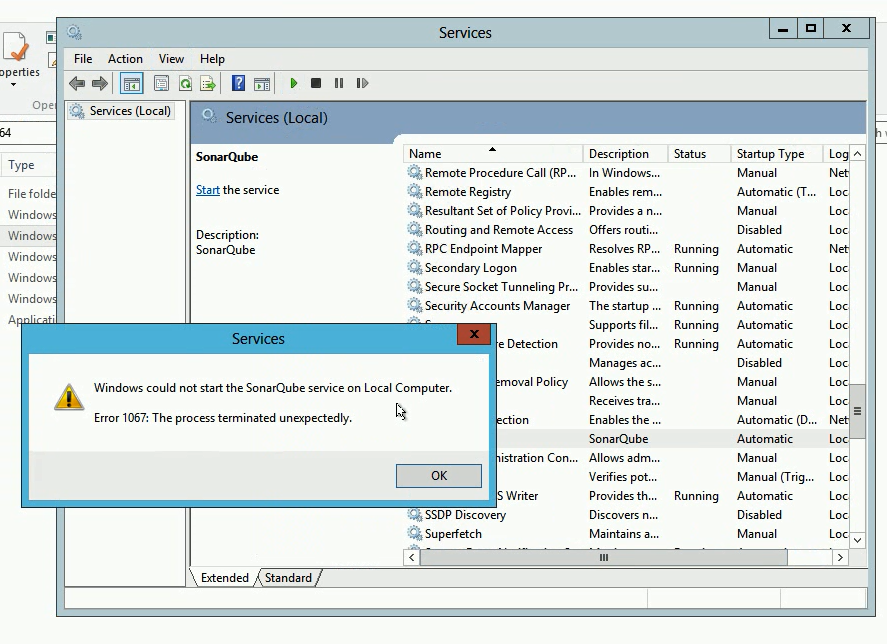 Services
File Action View Help
operties
Oper
64
Type
File folde
Windows
Windows
Windows
Windows
Windows
Applicati
Services (Local)
Services (Local)
SonarQube
Start the service
Description:
SonarQube
Name Description Status Startup Type Log
Remote Procedure Call (RP... In Windows... Manual Net
Remote Registry Enables rem... Automatic (T... Loc
Resultant Set of Policy Provi... Provides a n... Manual Loc
Routing and Remote Access Offers routi... Disabled Loc
RPC Endpoint Mapper Resolves RP... Running Automatic Net
Secondary Logon Enables star... Running Manual Loc
Secure Socket Tunneling Pr... Provides su... Manual Loc
Security Accounts Manager The startup ... Running Automatic Loc
Supports fil... Running Automatic Loc
re Detection Provides no... Running Automatic Loc
Manages ac... Disabled Loc
emoval Policy Allows the s... Manual Loc
Receives tra... Manual Loc
ection Enables the ... Automatic (D... Net
SonarQube Automatic Loc
nistration Con... Allows adm... Manual Loc
Verifies pot... Manual (Trig... Loc
S Writer Provides th... Running Automatic Loc
SSDP Discovery Discovers n... Disabled Loc
Superfetch Maintains a... Manual Loc
Extended Standard
Services
Windows could not start the SonarQube service on Local Computer.
Error 1067: The process terminated unexpectedly.
OK